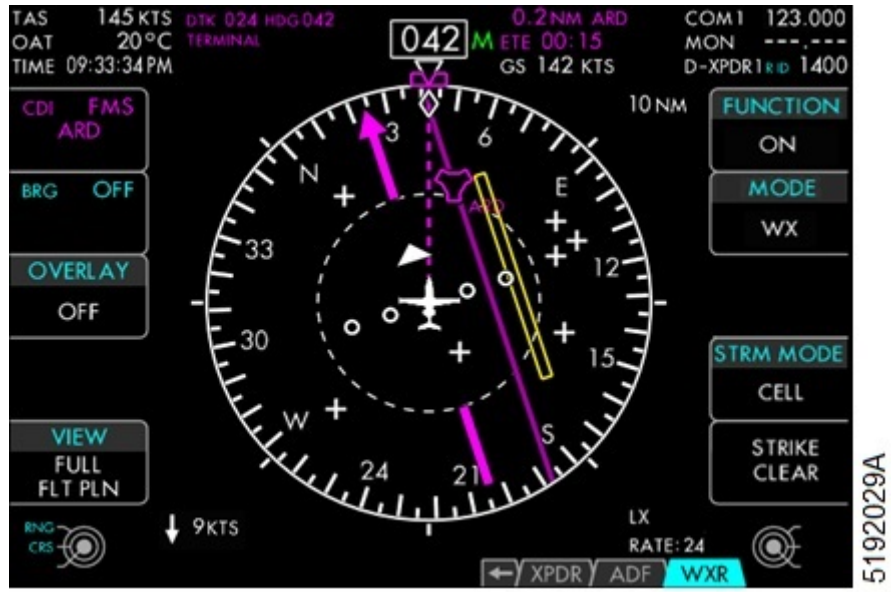 TAS 145 KTS
OAT 20°C
TIME 09:33:34 PM
DTK 024 HDG 042
TERMINAL
042 M
0.2 NM ARD
ETE 00:15
GS 142 KTS
COM1 123.000
MON ---.---
D-XPDR1 RID 1400
CDI FMS
ARD
BRG OFF
OVERLAY
OFF
VIEW
FULL
FLT PLN
RNG
CRS
10 NM
3
6
E
12
15
S
21
24
W
30
33
N
ARD
FUNCTION
ON
MODE
WX
STRM MODE
CELL
STRIKE
CLEAR
9 KTS
LX
RATE: 24
XPDR
ADF
WXR
5192029A